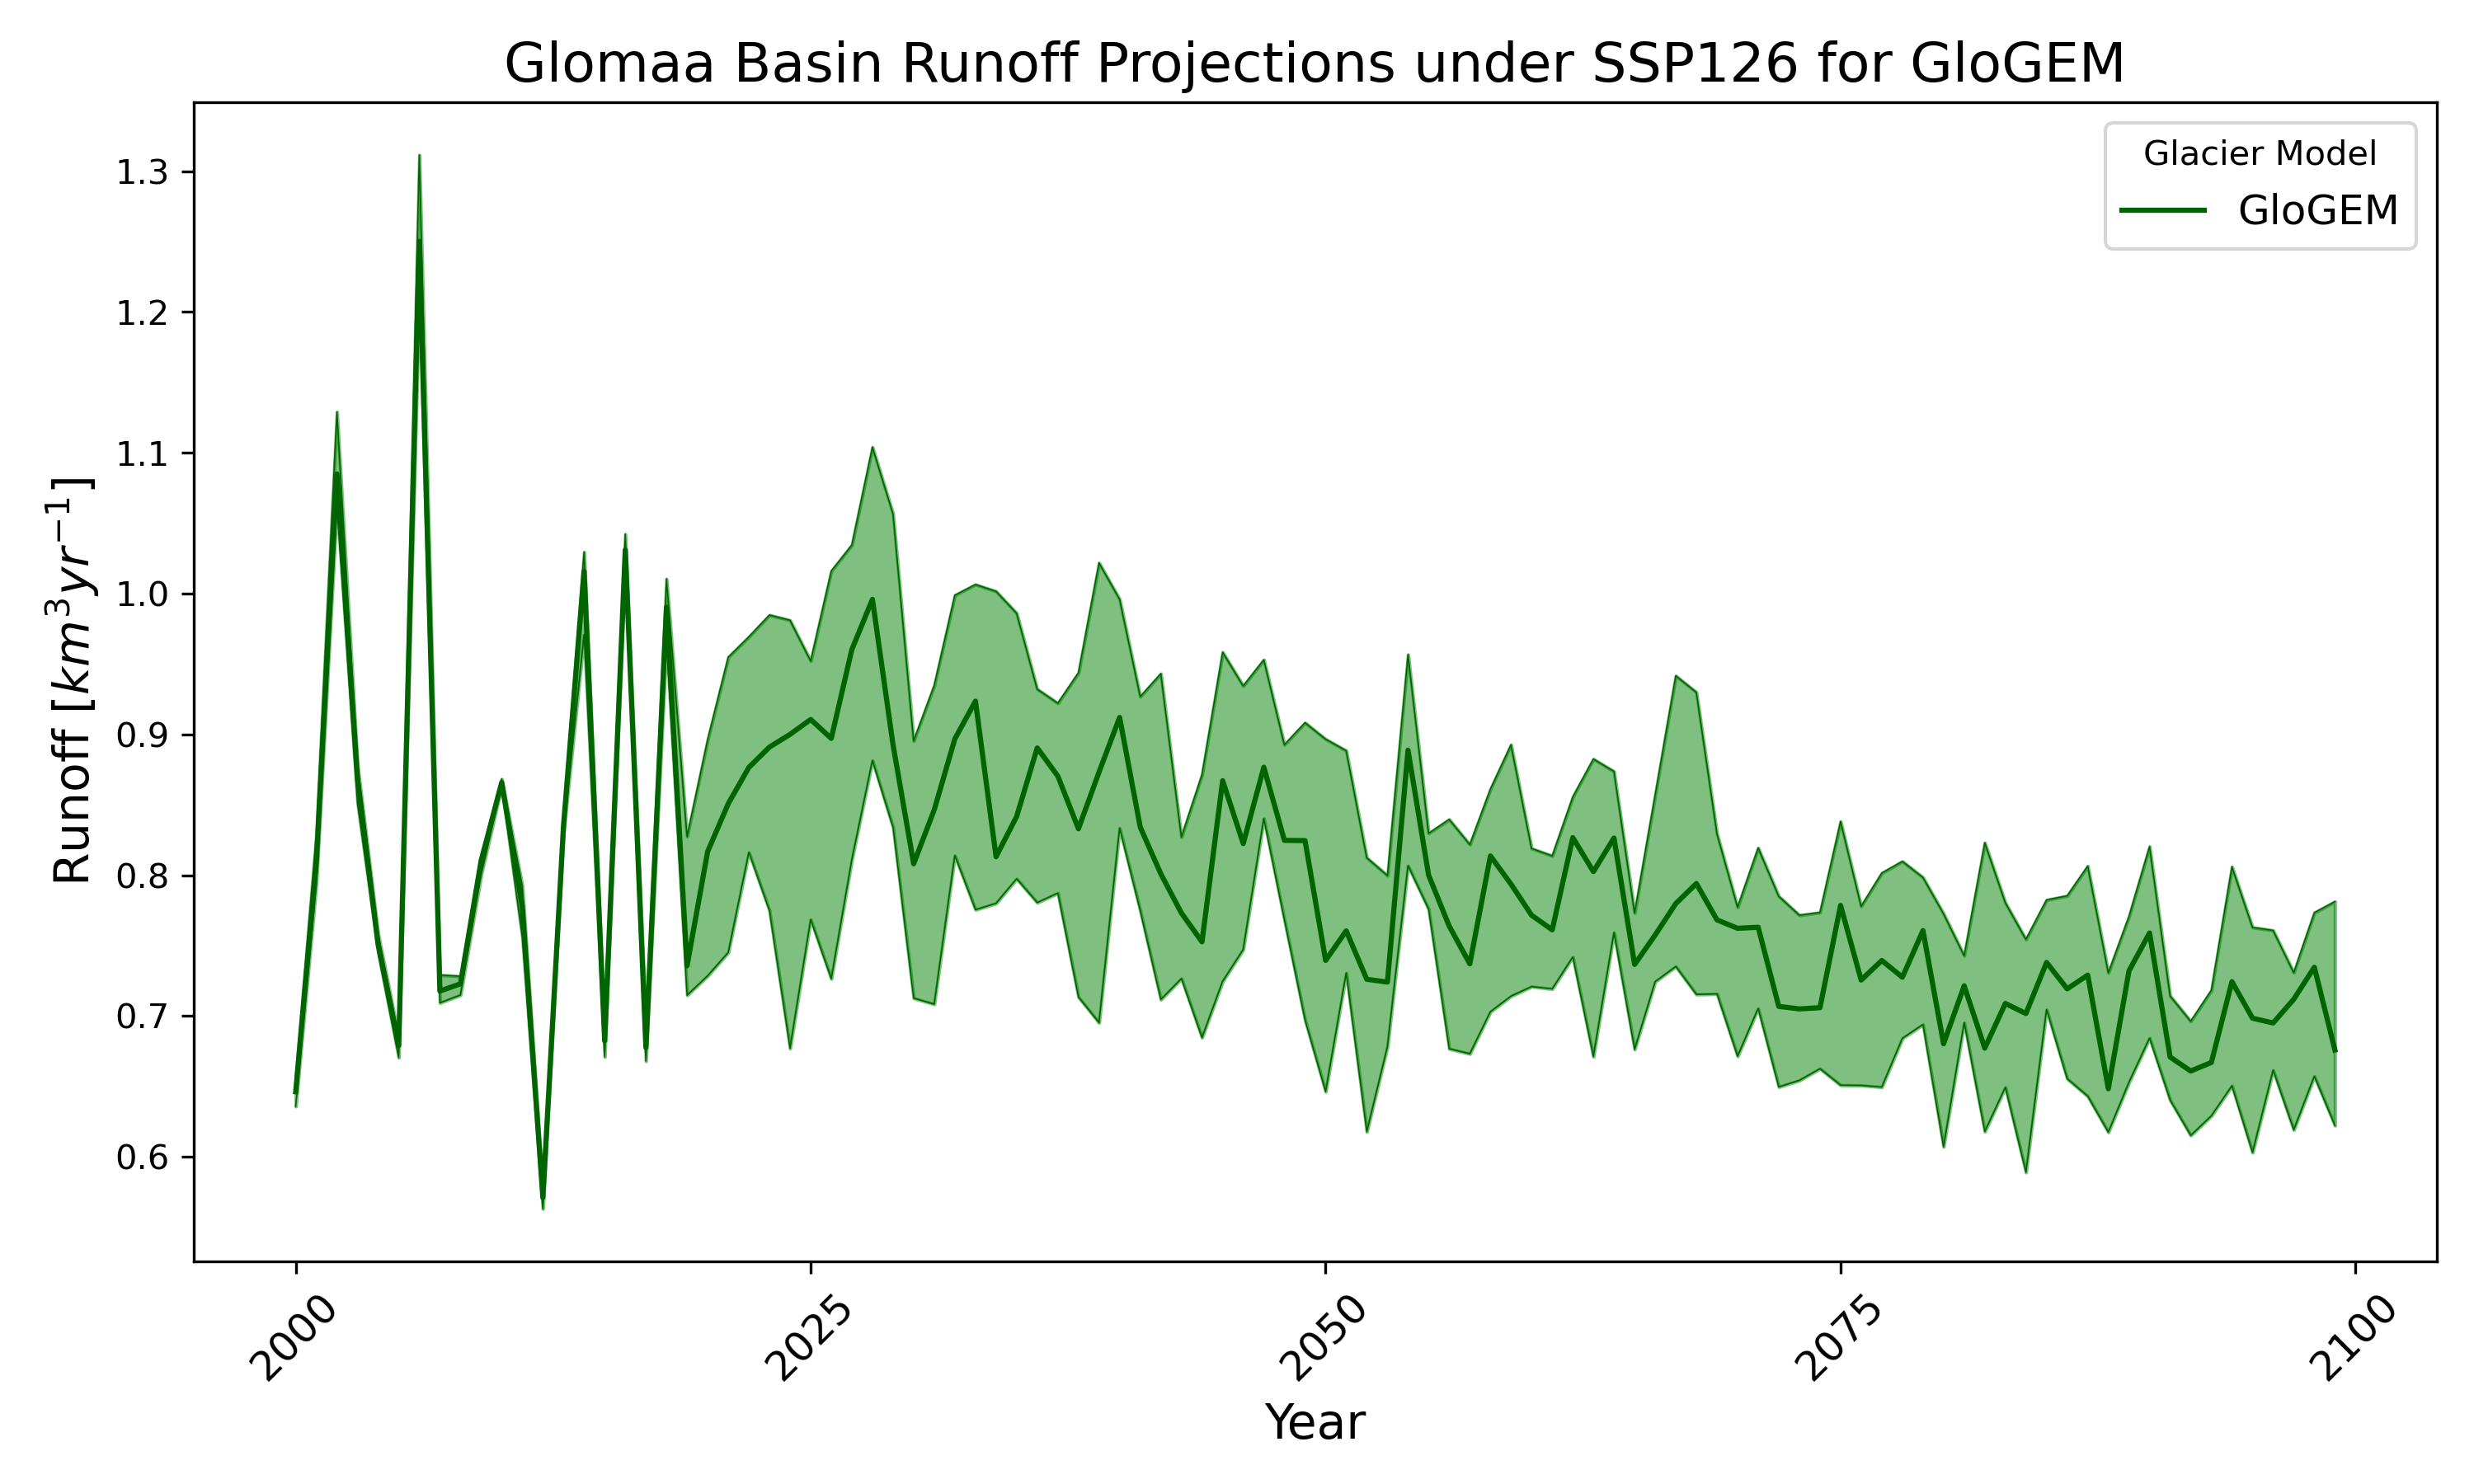 Glomaa Basin Runoff Projections under SSP126 for GloGEM
Glacier Model
GloGEM
Runoff [km³yr⁻¹]
1.3
1.2
1.1
1.0
0.9
0.8
0.7
0.6
2000
2025
2050
2075
2100
Year